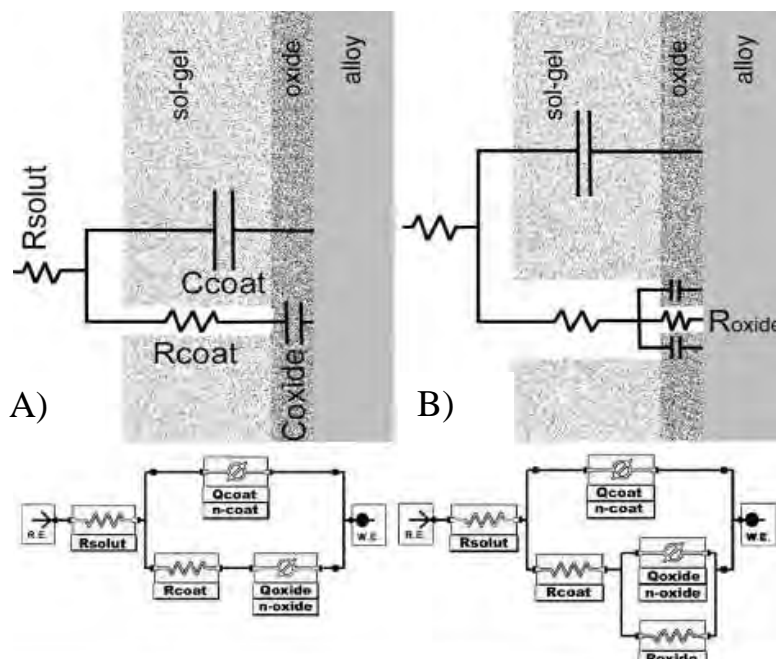 sol-gel
oxide
alloy
Rsolut
Ccoat
Rcoat
Coxide
A)
sol-gel
oxide
alloy
Roxide
B)
R.E.
Rsolut
Qcoat
n-coat
Rcoat
Qoxide
n-oxide
W.E.
R.E.
Rsolut
Qcoat
n-coat
Rcoat
Qoxide
n-oxide
Roxide
W.E.